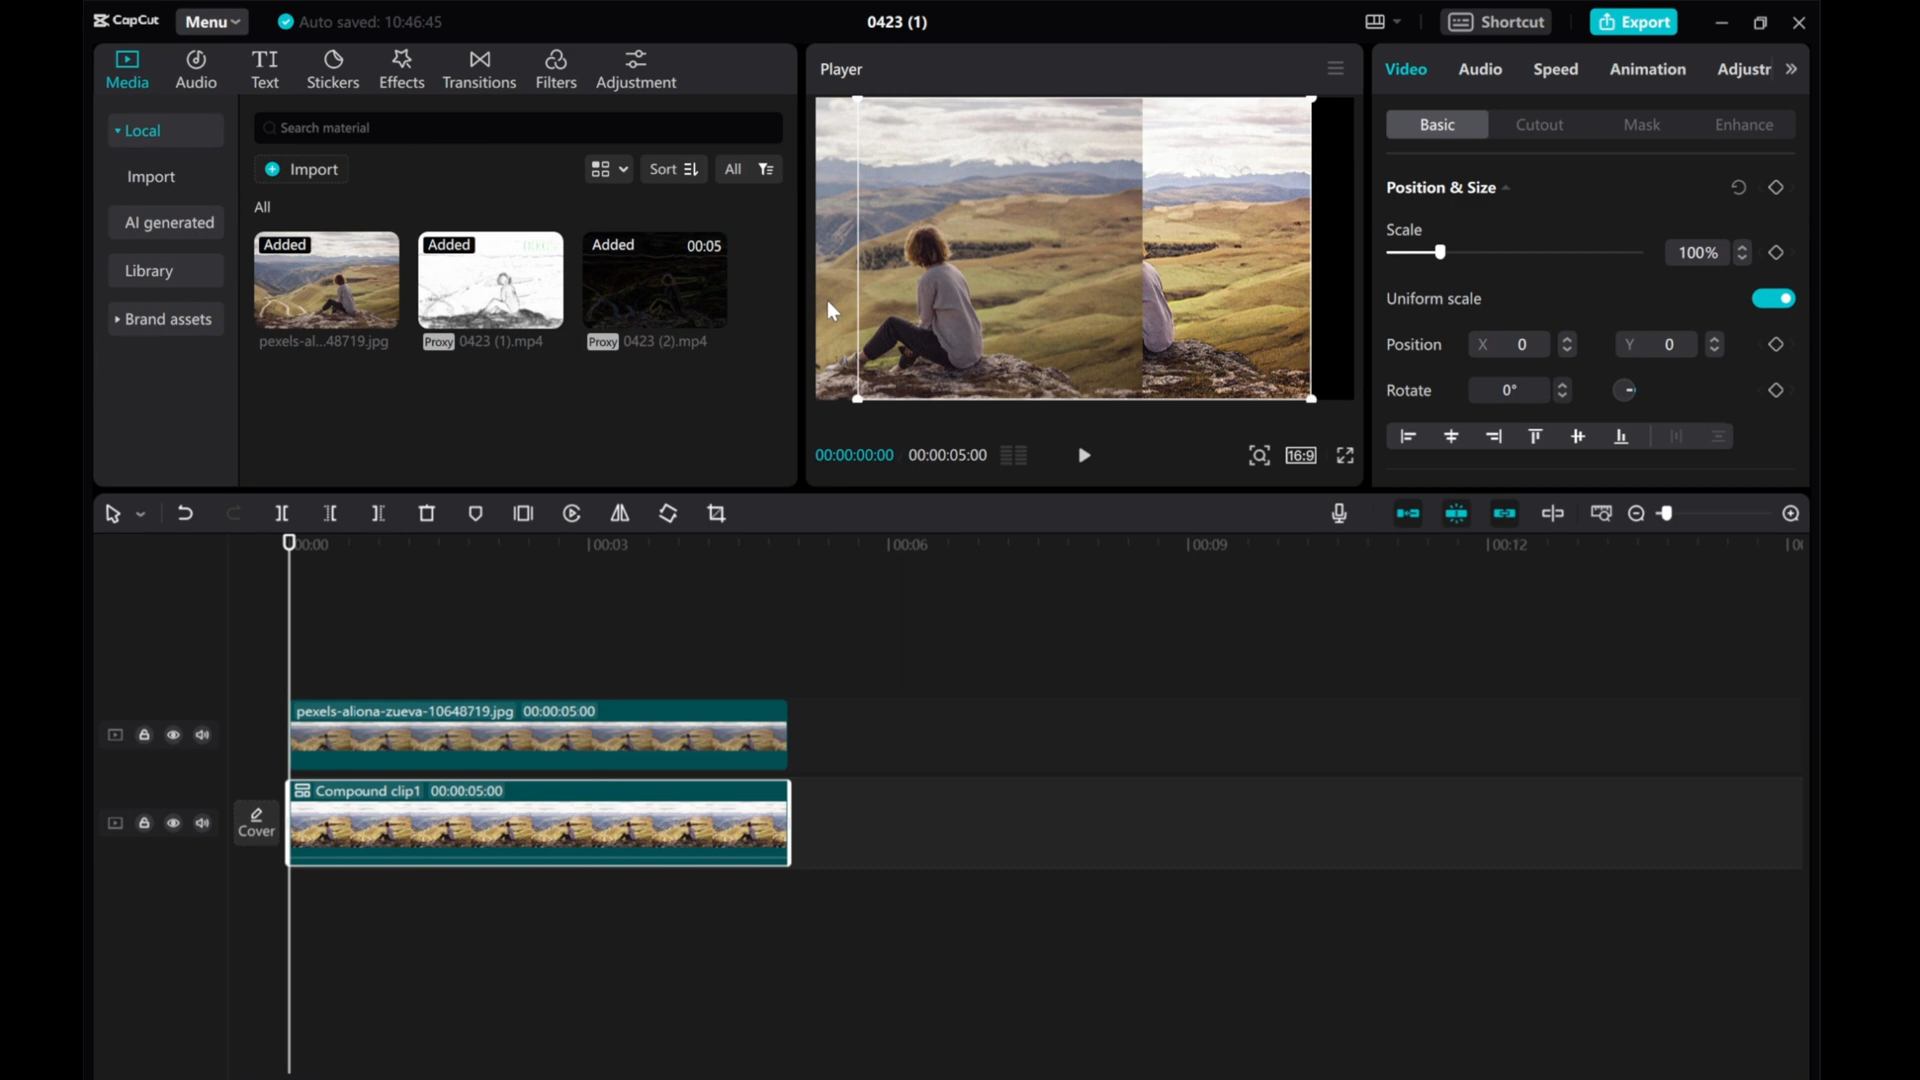 CapCut
Menu
Auto saved: 10:46:45
0423 (1)
Shortcut
Export
Media
Audio
Text
Stickers
Effects
Transitions
Filters
Adjustment
Local
Import
AI generated
Library
Brand assets
Search material
Import
Sort
All
All
Added
Added
Added
00:05
pexels-al...48719.jpg
Proxy
0423 (1).mp4
Proxy
0423 (2).mp4
Player
00:00:00:00
00:00:05:00
16:9
Video
Audio
Speed
Animation
Adjustr
Basic
Cutout
Mask
Enhance
Position & Size
Scale
100%
Uniform scale
Position
X 0
Y 0
Rotate
0°
00:00
00:03
00:06
00:09
00:12
pexels-aliona-zueva-10648719.jpg 00:00:05:00
Compound clip1 00:00:05:00
Cover